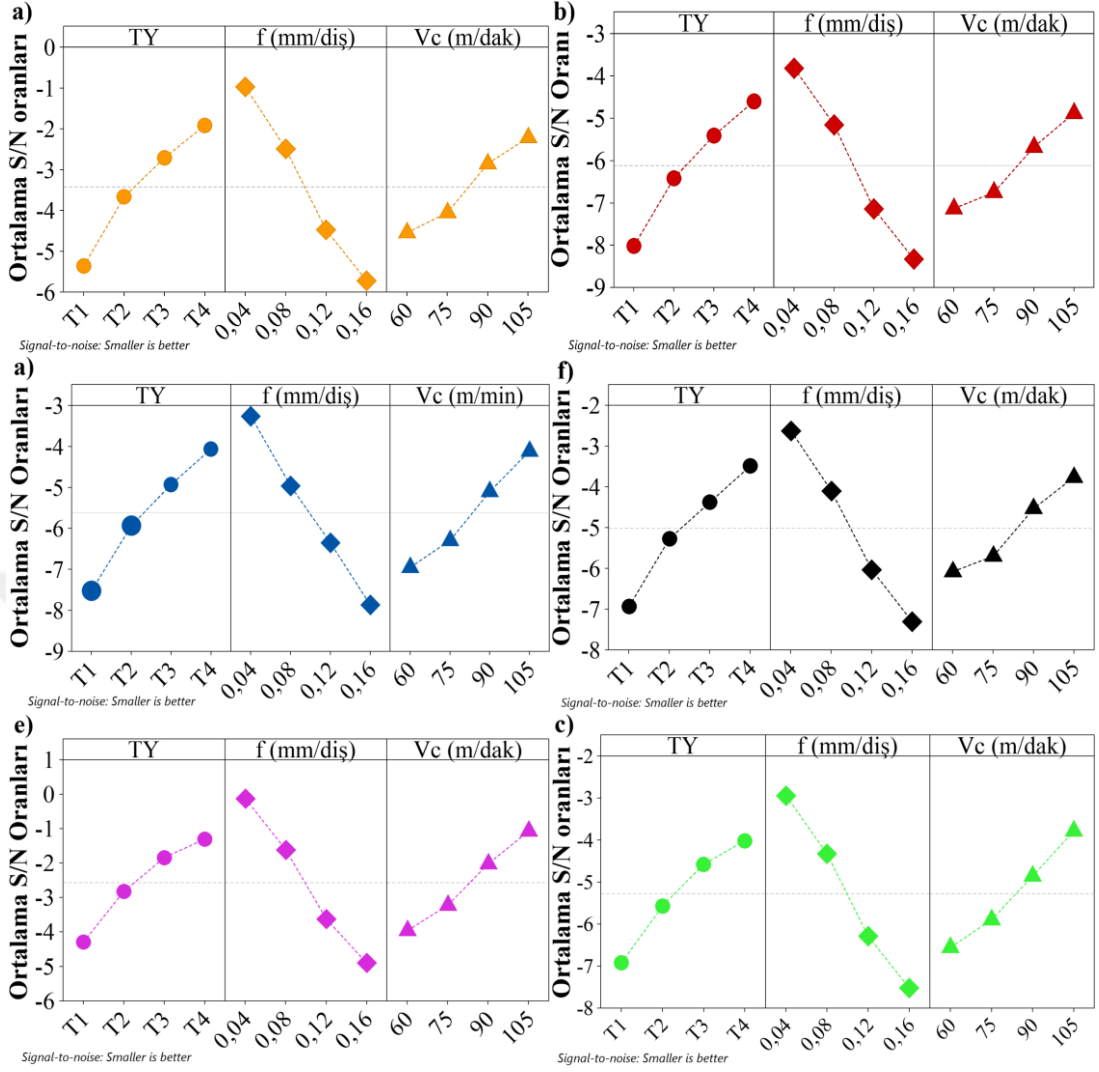 a)
Ortalama S/N oranları
TY
f (mm/diş)
Vc (m/dak)
0
-1
-2
-3
-4
-5
-6
T1 T2 T3 T4 0,04 0,08 0,12 0,16 60 75 90 105
Signal-to-noise: Smaller is better
b)
Ortalama S/N Oranı
TY
f (mm/diş)
Vc (m/dak)
-3
-4
-5
-6
-7
-8
-9
T1 T2 T3 T4 0,04 0,08 0,12 0,16 60 75 90 105
Signal-to-noise: Smaller is better
a)
Ortalama S/N Oranları
TY
f (mm/diş)
Vc (m/min)
-3
-4
-5
-6
-7
-8
-9
T1 T2 T3 T4 0,04 0,08 0,12 0,16 60 75 90 105
Signal-to-noise: Smaller is better
f)
Ortalama S/N Oranları
TY
f (mm/diş)
Vc (m/dak)
-2
-3
-4
-5
-6
-7
-8
T1 T2 T3 T4 0,04 0,08 0,12 0,16 60 75 90 105
Signal-to-noise: Smaller is better
e)
Ortalama S/N Oranları
TY
f (mm/diş)
Vc (m/dak)
1
0
-1
-2
-3
-4
-5
-6
T1 T2 T3 T4 0,04 0,08 0,12 0,16 60 75 90 105
Signal-to-noise: Smaller is better
c)
Ortalama S/N oranları
TY
f (mm/diş)
Vc (m/dak)
-2
-3
-4
-5
-6
-7
-8
T1 T2 T3 T4 0,04 0,08 0,12 0,16 60 75 90 105
Signal-to-noise: Smaller is better